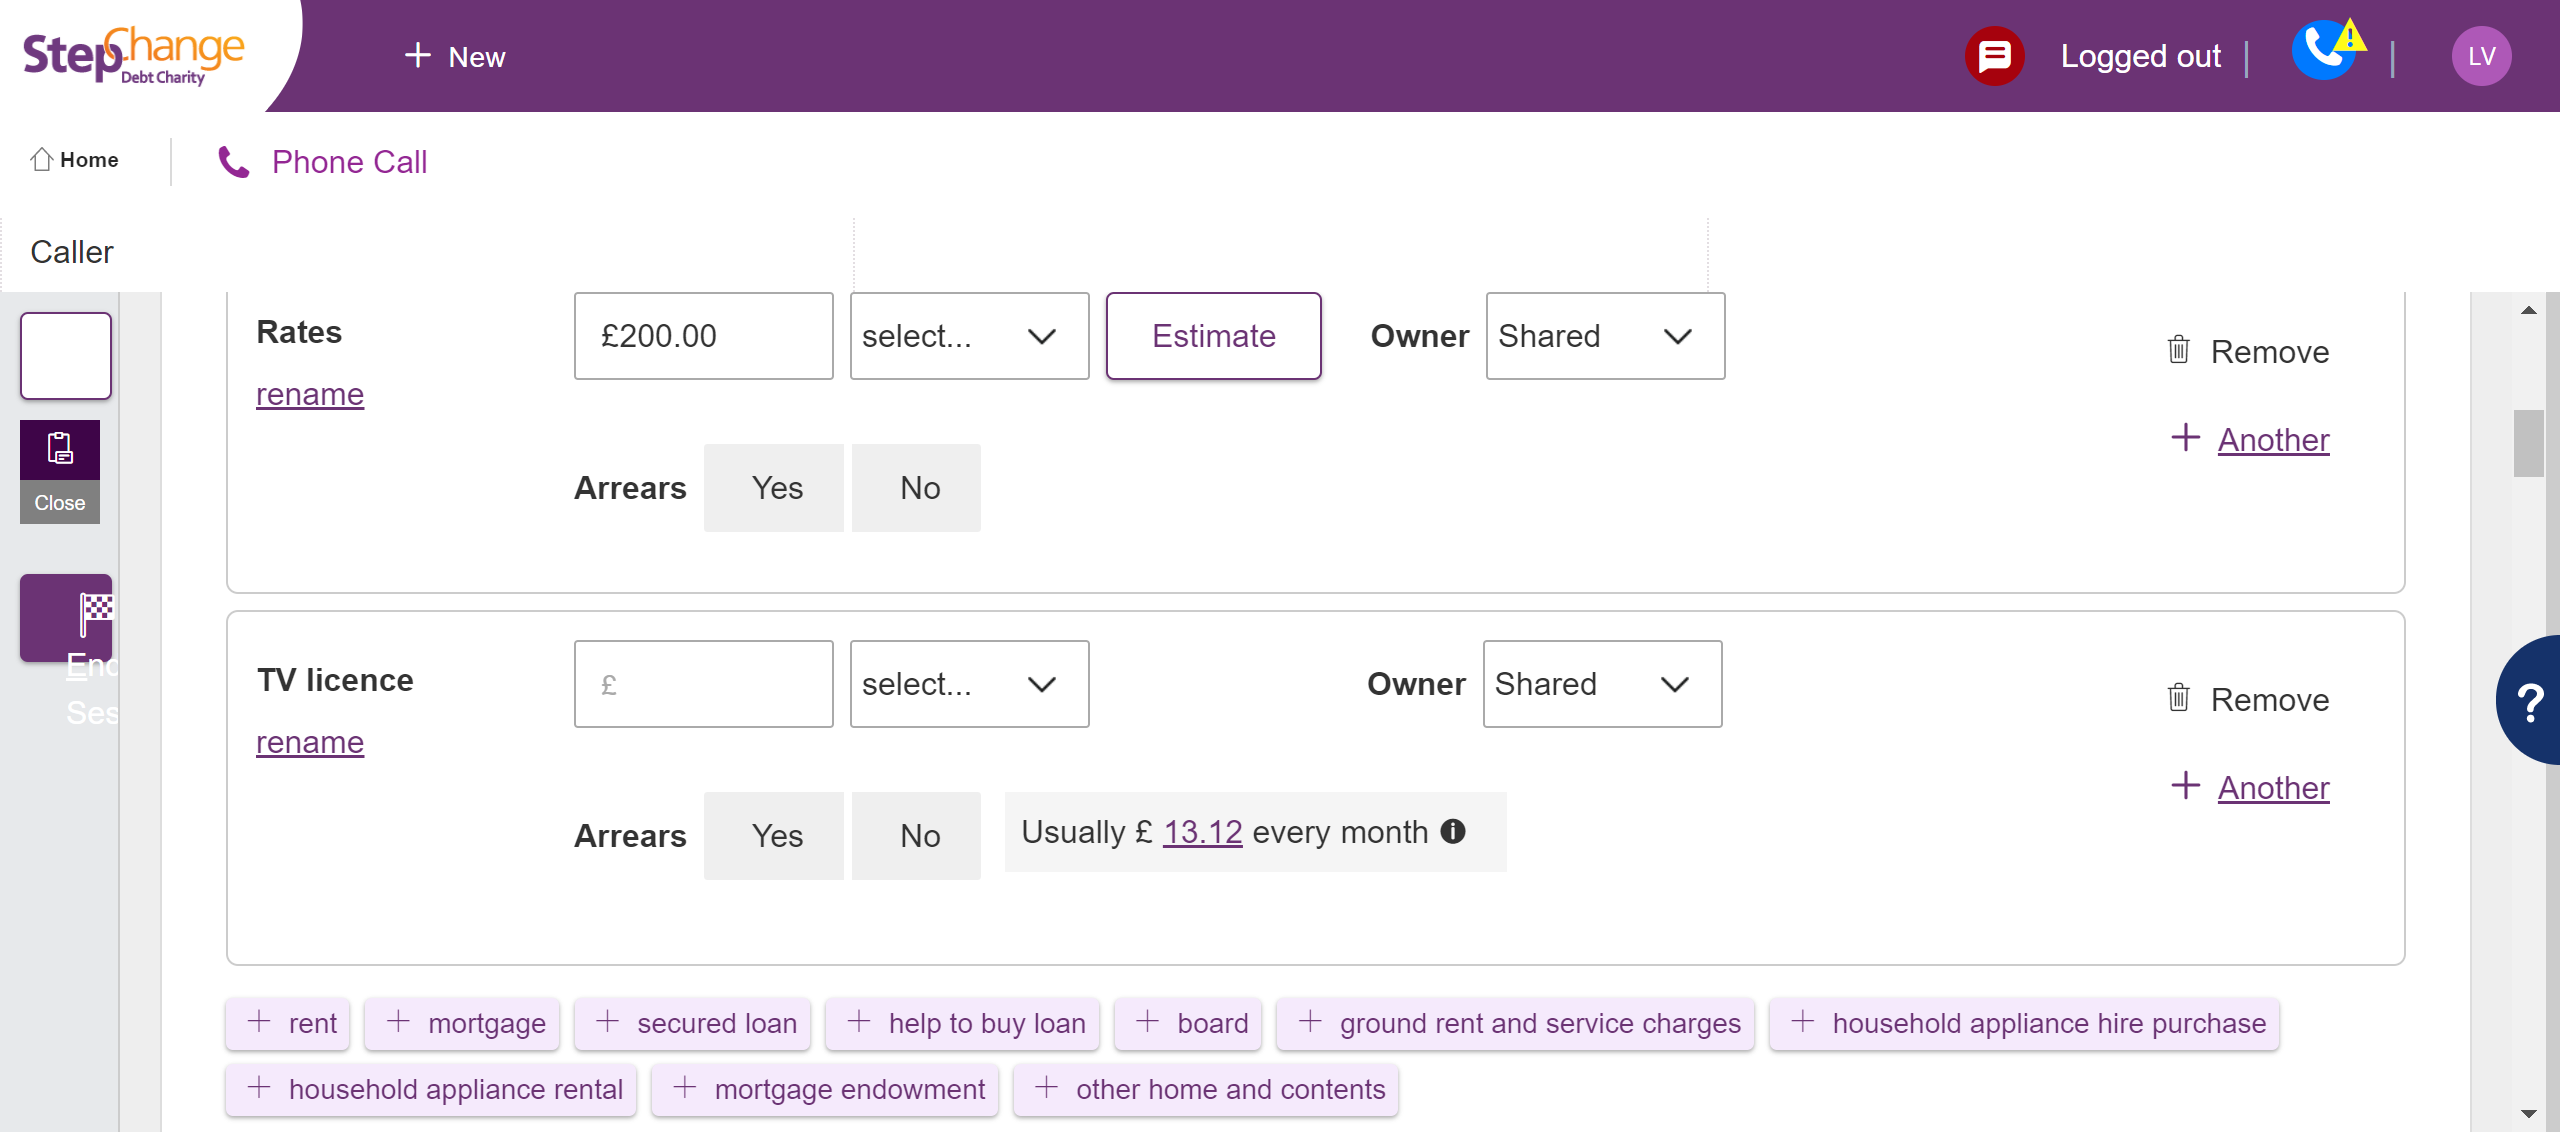 StepChange
Debt Charity
+ New
Logged out
LV
Home
Phone Call
Caller
Rates
£200.00
select...
Estimate
Owner
Shared
Remove
rename
+ Another
Arrears
Yes
No
Close
End
Ses
TV licence
£
select...
Owner
Shared
Remove
rename
+ Another
Arrears
Yes
No
Usually £ 13.12 every month
?
+ rent
+ mortgage
+ secured loan
+ help to buy loan
+ board
+ ground rent and service charges
+ household appliance hire purchase
+ household appliance rental
+ mortgage endowment
+ other home and contents